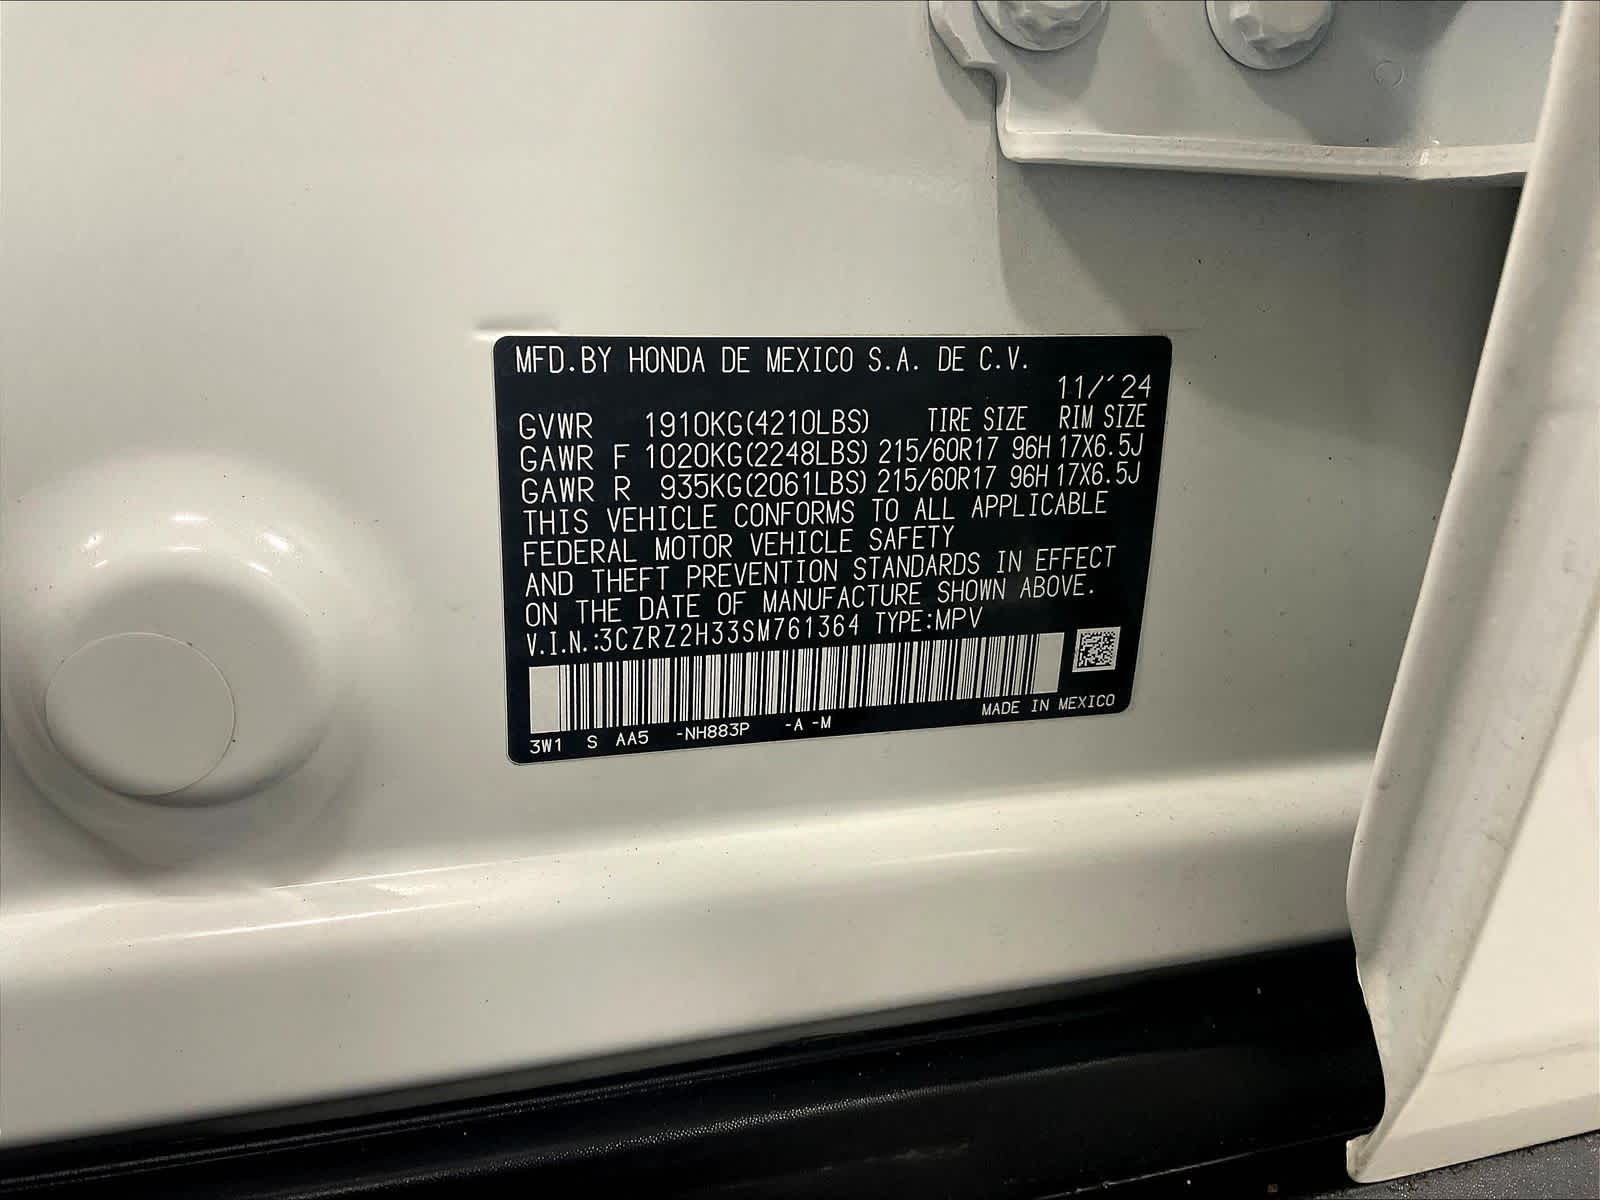 MFD.BY HONDA DE MEXICO S.A. DE C.V.
11/'24
GVWR 1910KG(4210LBS) TIRE SIZE RIM SIZE
GAWR F 1020KG(2248LBS) 215/60R17 96H 17X6.5J
GAWR R 935KG(2061LBS) 215/60R17 96H 17X6.5J
THIS VEHICLE CONFORMS TO ALL APPLICABLE
FEDERAL MOTOR VEHICLE SAFETY
AND THEFT PREVENTION STANDARDS IN EFFECT
ON THE DATE OF MANUFACTURE SHOWN ABOVE.
V.I.N.:3CZRZ2H33SM761364 TYPE:MPV
3W1 S AA5 -NH883P -A -M MADE IN MEXICO